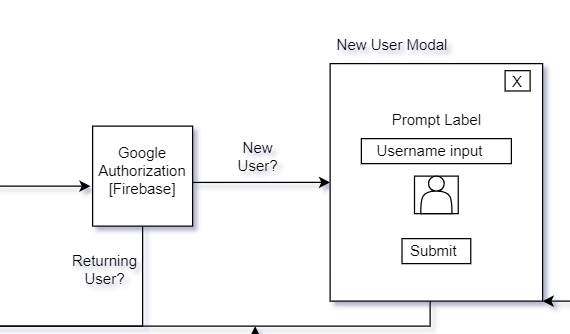 New User Modal
X
Prompt Label
Username input
Submit
Google
Authorization
[Firebase]
New
User?
Returning
User?